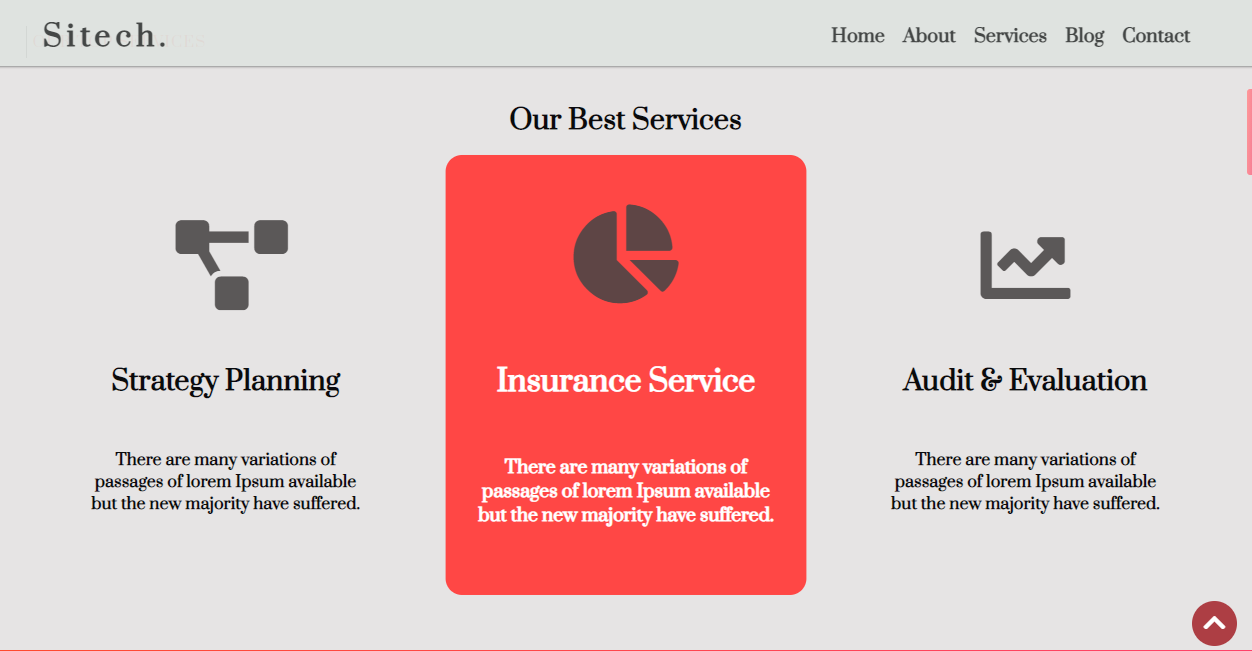 Sitech.
Home About Services Blog Contact
Our Best Services
Strategy Planning
There are many variations of
passages of lorem Ipsum available
but the new majority have suffered.
Insurance Service
There are many variations of
passages of lorem Ipsum available
but the new majority have suffered.
Audit & Evaluation
There are many variations of
passages of lorem Ipsum available
but the new majority have suffered.